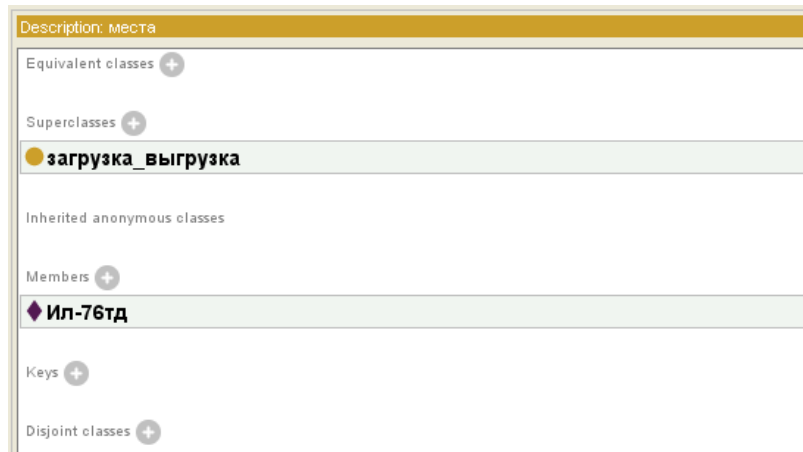 Description: места
Equivalent classes
Superclasses
загрузка_выгрузка
Inherited anonymous classes
Members
Ил-76тд
Keys
Disjoint classes